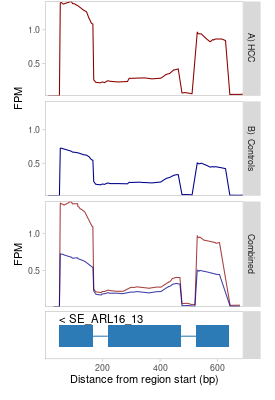 1.0
0.5
A) HCC
FPM
1.0
0.5
B) Controls
1.0
0.5
Combined
FPM
< SE_ARL16_13
200
400
600
Distance from region start (bp)